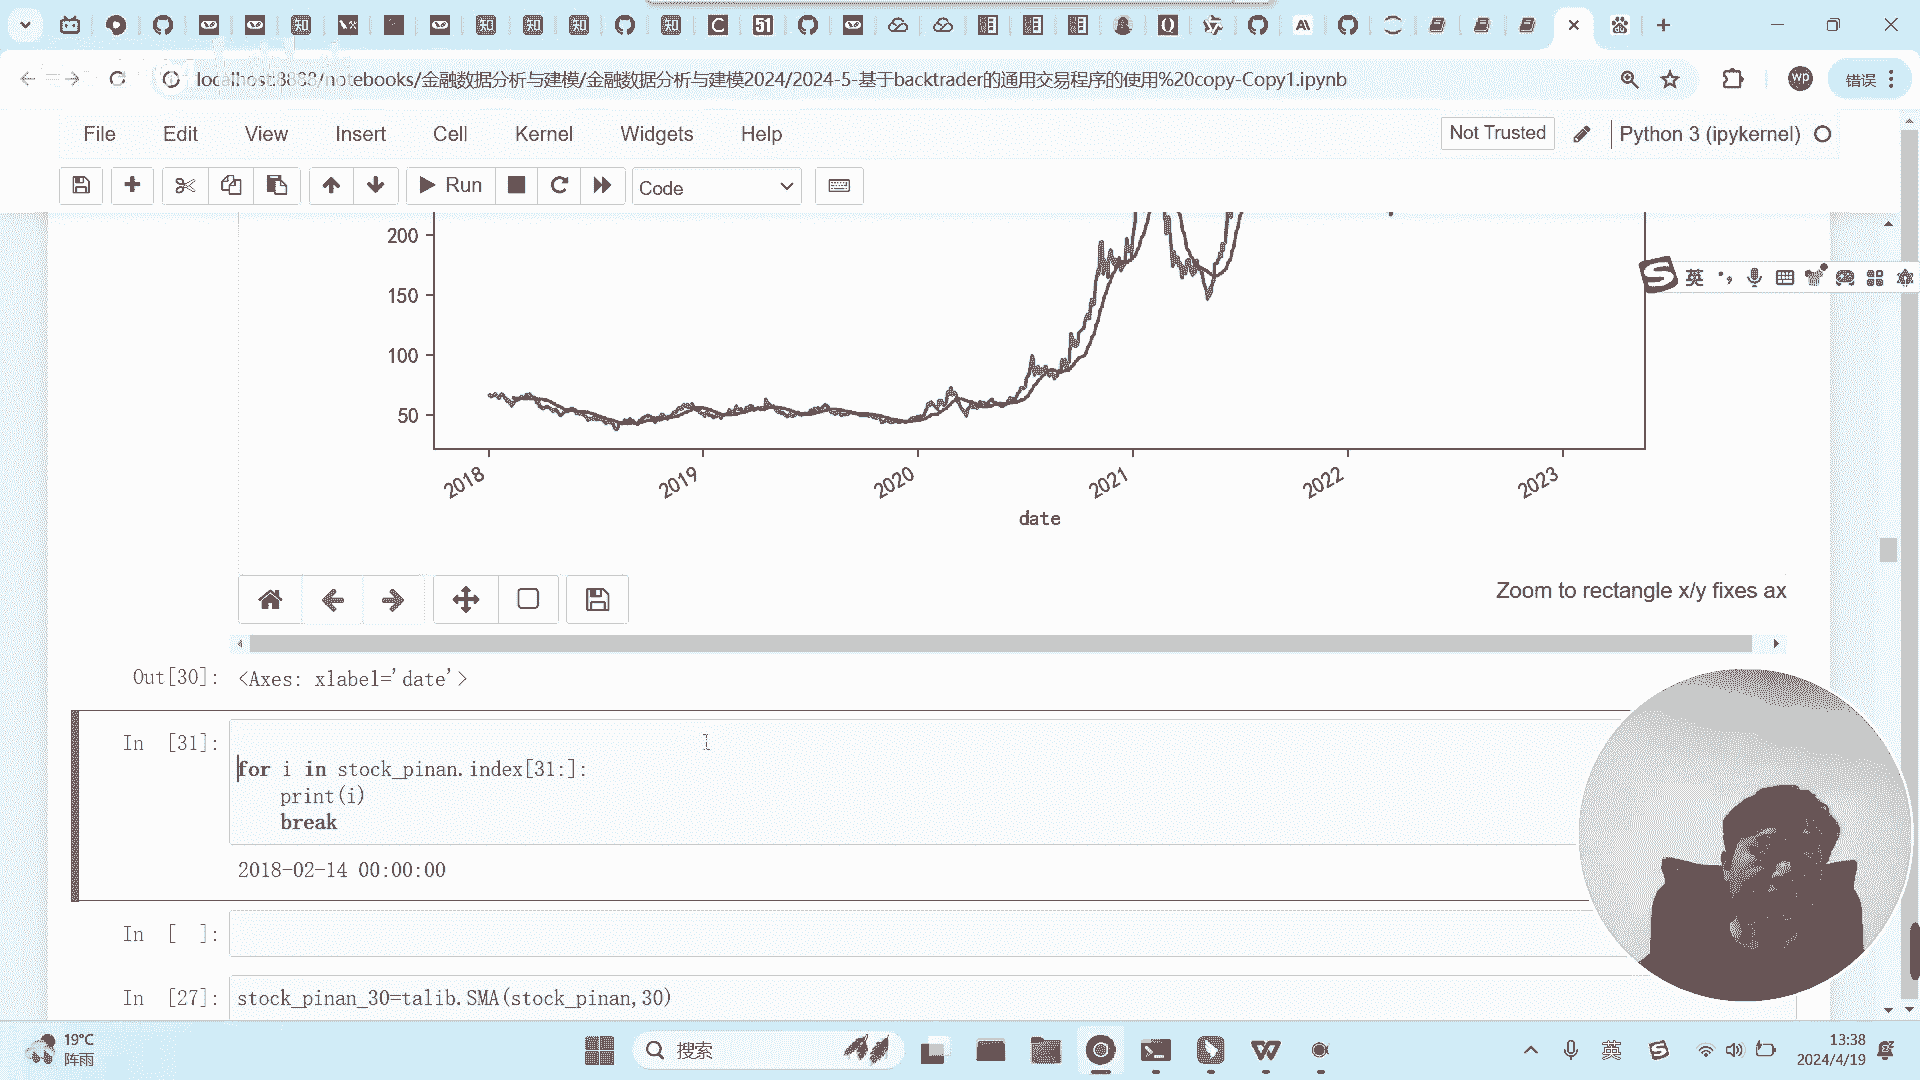 localhost:8888/notebooks/金融数据分析与建模/金融数据分析与建模2024/2024-5-基于backtrader的通用交易程序的使用%20copy-Copy1.ipynb
wp
错误
File Edit View Insert Cell Kernel Widgets Help
Not Trusted
Python 3 (ipykernel)
Run
Code
英
200
150
100
50
2018 2019 2020 2021 2022 2023
date
Zoom to rectangle x/y fixes ax
Out[30]: <Axes: xlabel='date'>
In [31]:
for i in stock_pinan.index[31:]:
print(i)
break
2018-02-14 00:00:00
In [ ]:
In [27]: stock_pinan_30=talib.SMA(stock_pinan,30)
19°C
阵雨
搜索
英
13:38
2024/4/19